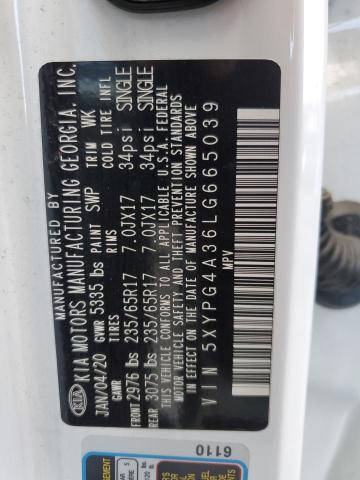 MANUFACTURED BY
KIA KIA MOTORS MANUFACTURING GEORGIA, INC.
JAN/04/20 GVWR 5335 lbs PAINT SWP TRIM WK
GAWR TIRES RIMS COLD TIRE INFL
FRONT 2976 lbs 235/65R17 7.0JX17 34psi SINGLE
REAR 3075 lbs 235/65R17 7.0JX17 34psi SINGLE
THIS VEHICLE CONFORMS TO ALL APPLICABLE U.S.A. FEDERAL
MOTOR VEHICLE SAFETY AND THEFT PREVENTION
STANDARDS IN EFFECT ON THE DATE OF MANUFACTURE SHOWN ABOVE.
VIN 5XYPG4A36LG665039
MPV
6110